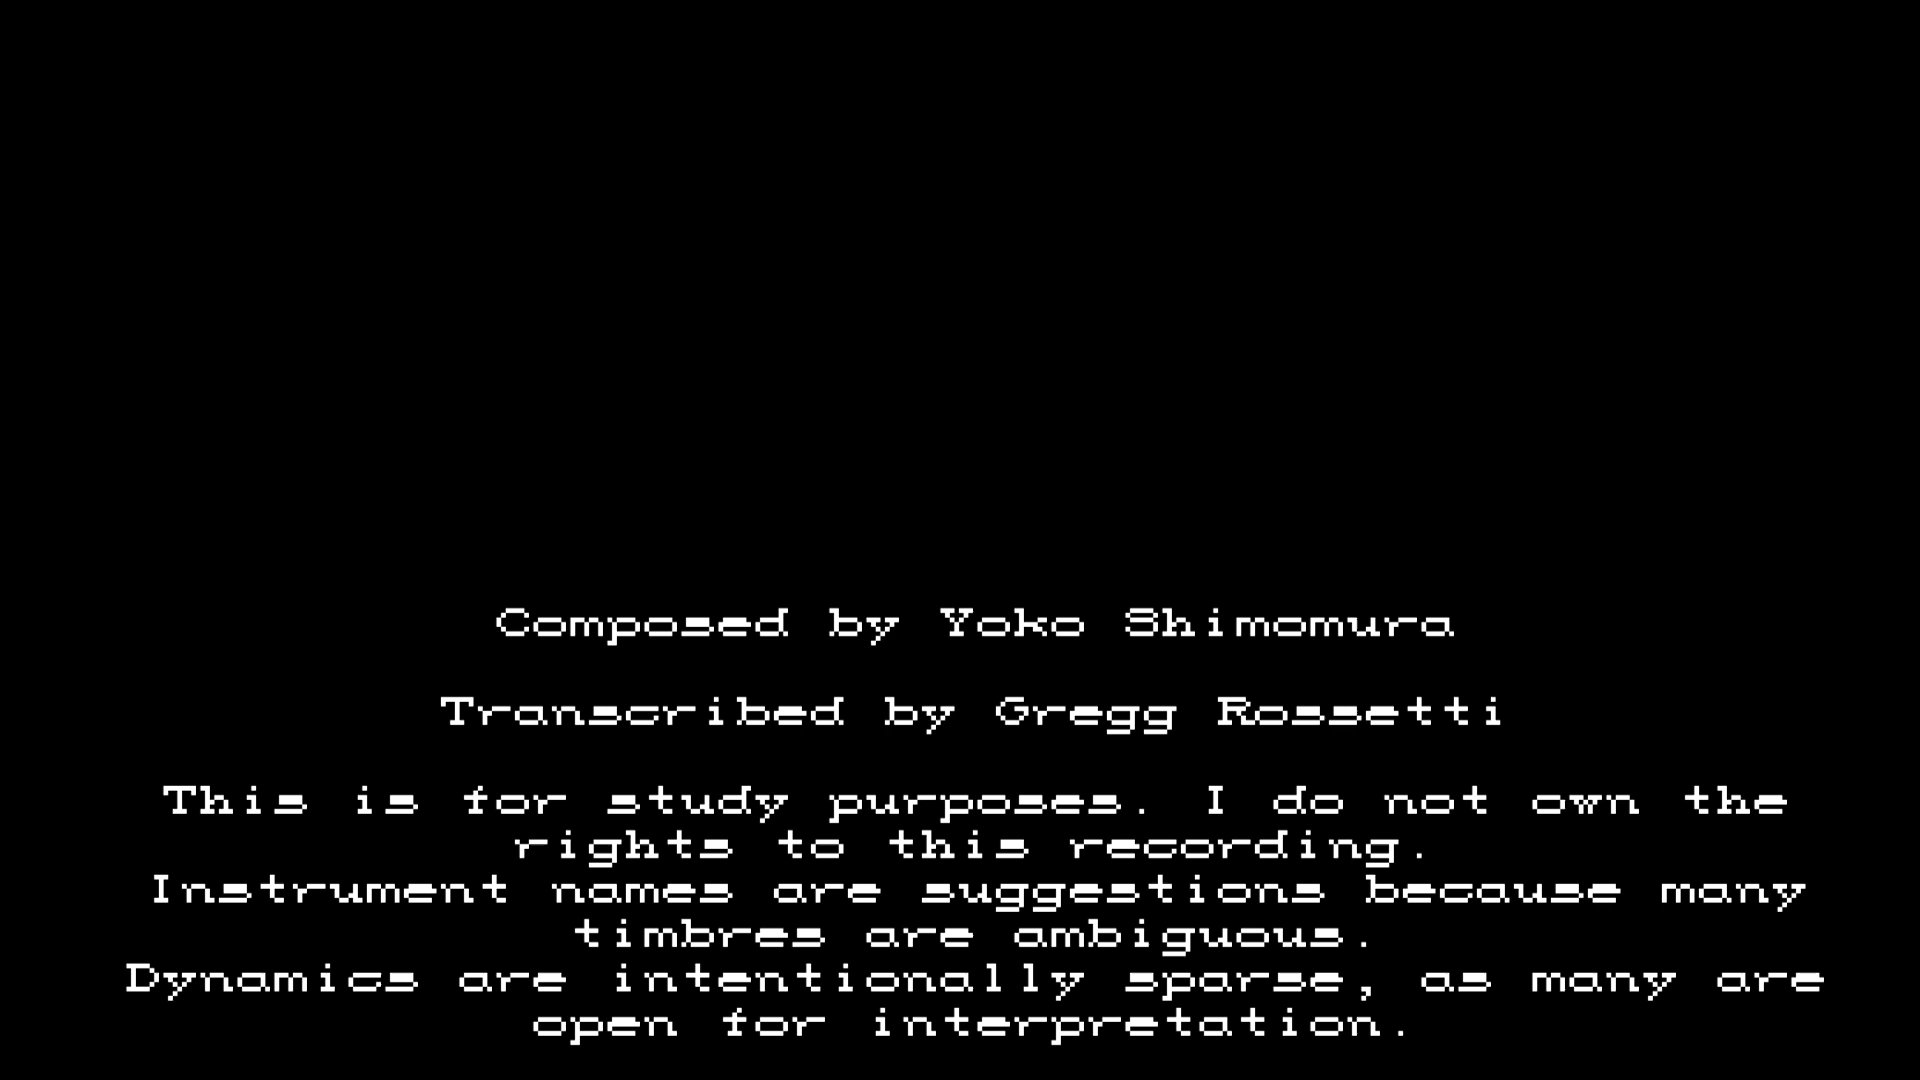 Composed by Yoko Shimomura
Transcribed by Gregg Rossetti
This is for study purposes. I do not own the
rights to this recording.
Instrument names are suggestions because many
timbres are ambiguous.
Dynamics are intentionally sparse, as many are
open for interpretation.